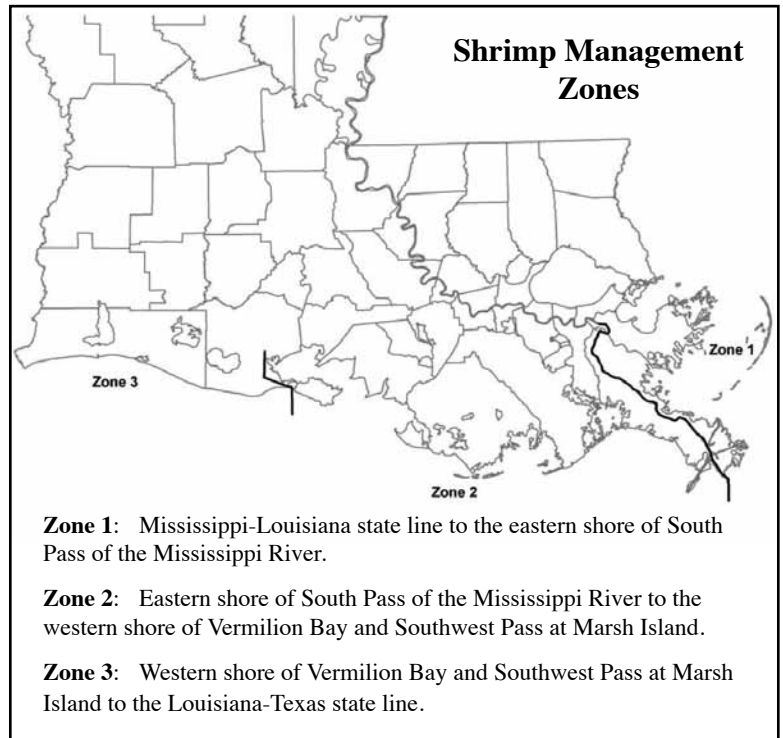 Shrimp Management
Zones
Zone 1
Zone 3
Zone 2
Zone 1: Mississippi-Louisiana state line to the eastern shore of South
Pass of the Mississippi River.
Zone 2: Eastern shore of South Pass of the Mississippi River to the
western shore of Vermilion Bay and Southwest Pass at Marsh Island.
Zone 3: Western shore of Vermilion Bay and Southwest Pass at Marsh
Island to the Louisiana-Texas state line.